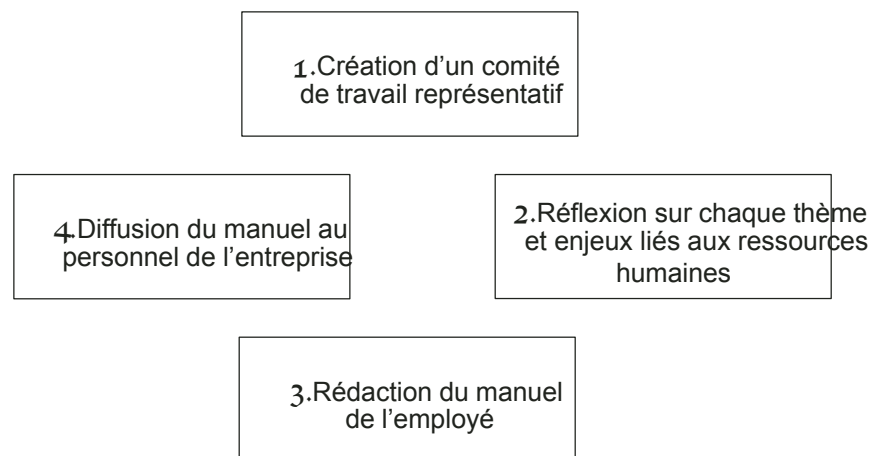 1.Création d’un comité
de travail représentatif
4.Diffusion du manuel au
personnel de l’entreprise
2.Réflexion sur chaque thème
et enjeux liés aux ressources
humaines
3.Rédaction du manuel
de l’employé